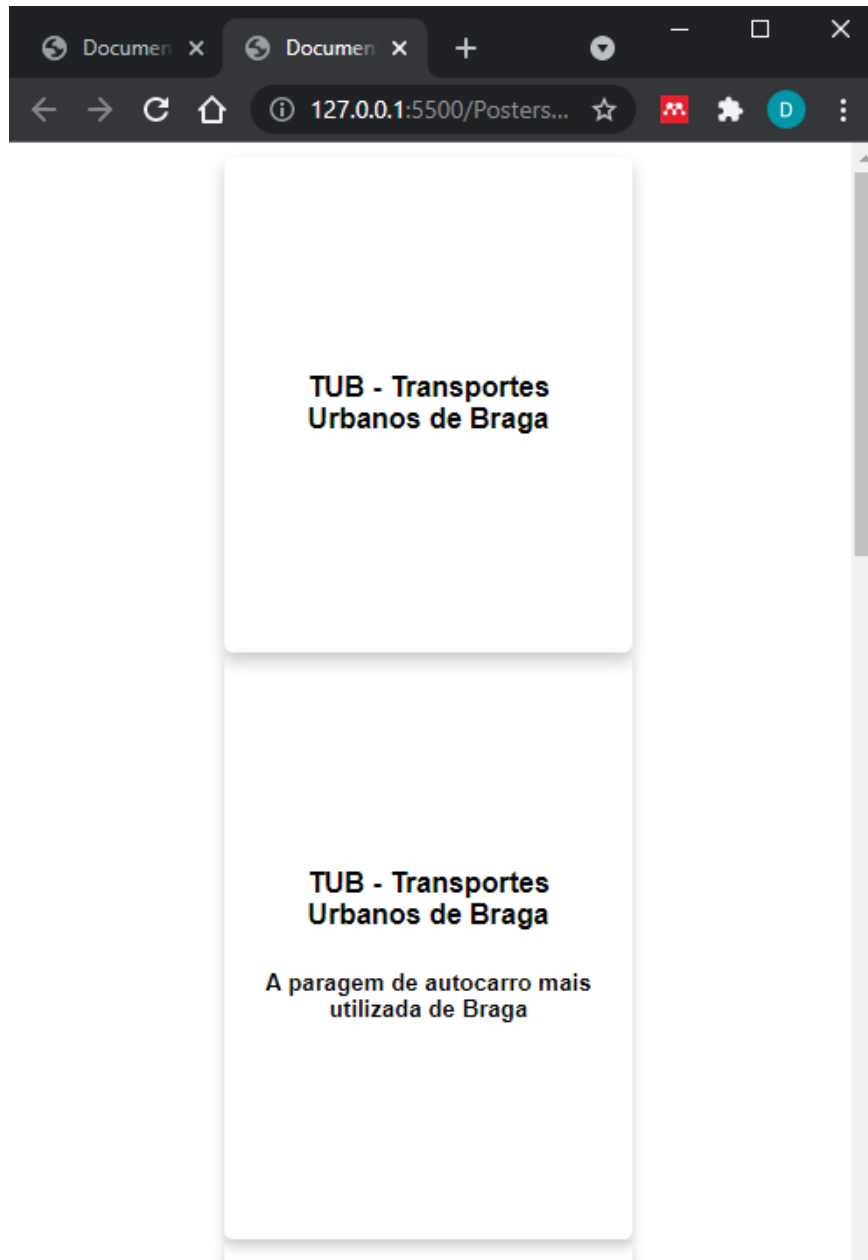 Documen
Documen
127.0.0.1:5500/Posters...
D
TUB - Transportes
Urbanos de Braga
TUB - Transportes
Urbanos de Braga
A paragem de autocarro mais
utilizada de Braga